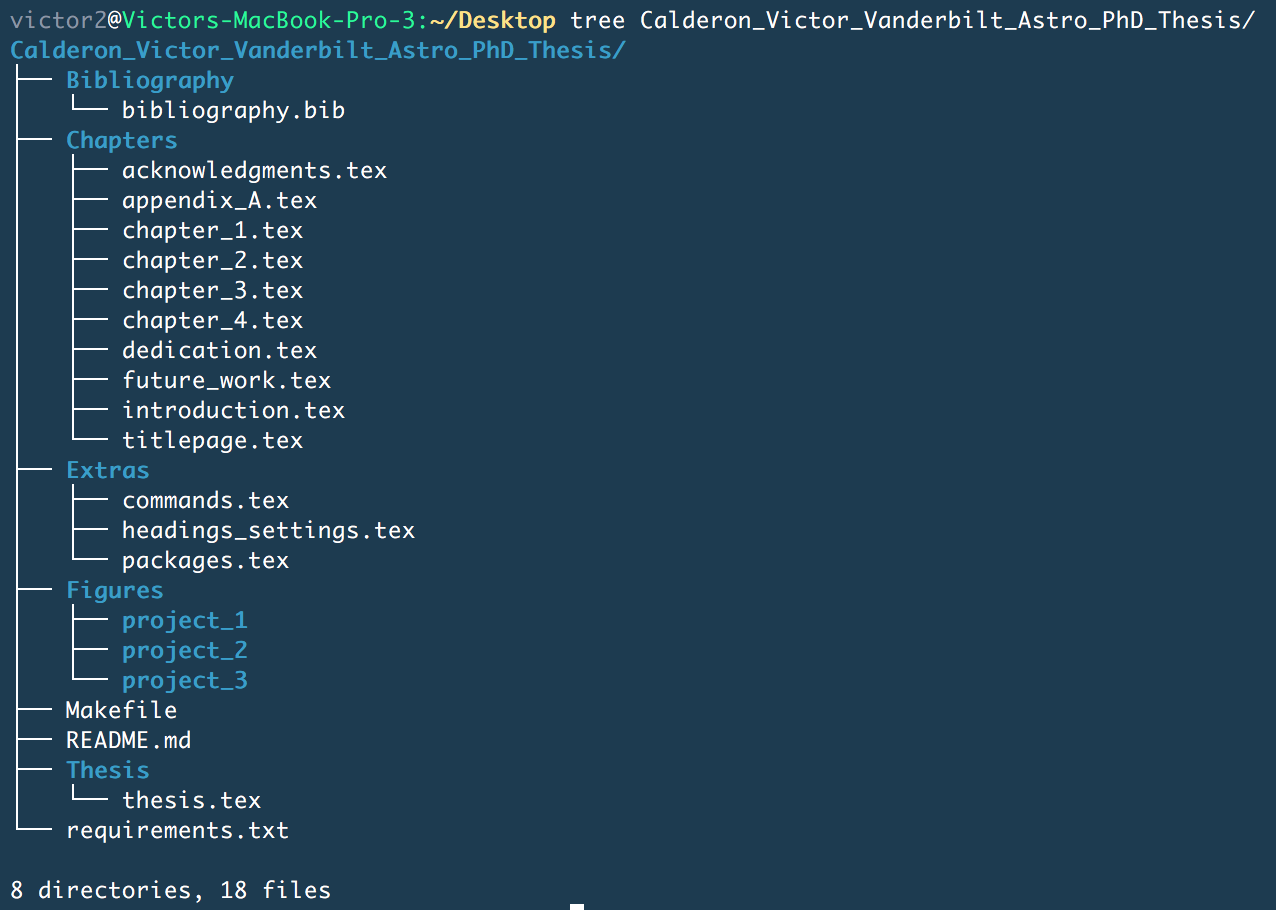 victor2@Victors-MacBook-Pro-3:~/Desktop tree Calderon_Victor_Vanderbilt_Astro_PhD_Thesis/
Calderon_Victor_Vanderbilt_Astro_PhD_Thesis/
├── Bibliography
│   └── bibliography.bib
├── Chapters
│   ├── acknowledgments.tex
│   ├── appendix_A.tex
│   ├── chapter_1.tex
│   ├── chapter_2.tex
│   ├── chapter_3.tex
│   ├── chapter_4.tex
│   ├── dedication.tex
│   ├── future_work.tex
│   ├── introduction.tex
│   └── titlepage.tex
├── Extras
│   ├── commands.tex
│   ├── headings_settings.tex
│   └── packages.tex
├── Figures
│   ├── project_1
│   ├── project_2
│   └── project_3
├── Makefile
├── README.md
├── Thesis
│   └── thesis.tex
└── requirements.txt
8 directories, 18 files